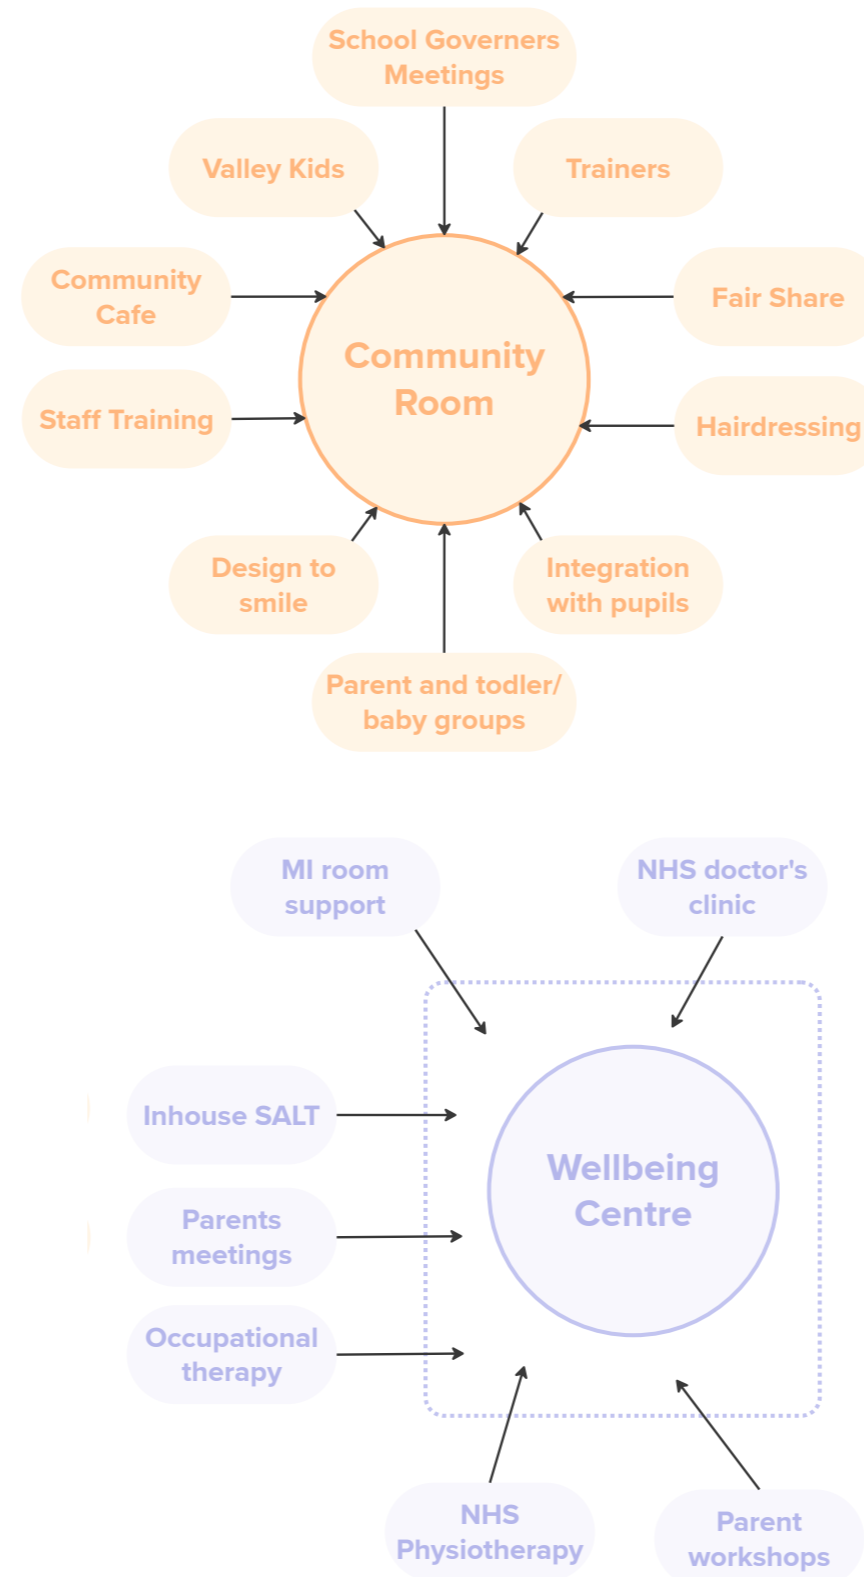 School Governers
Meetings
Valley Kids
Trainers
Community
Cafe
Fair Share
Community
Room
Staff Training
Hairdressing
Design to
smile
Integration
with pupils
Parent and todler/
baby groups
MI room
support
NHS doctor's
clinic
Inhouse SALT
Wellbeing
Centre
Parents
meetings
Occupational
therapy
NHS
Physiotherapy
Parent
workshops